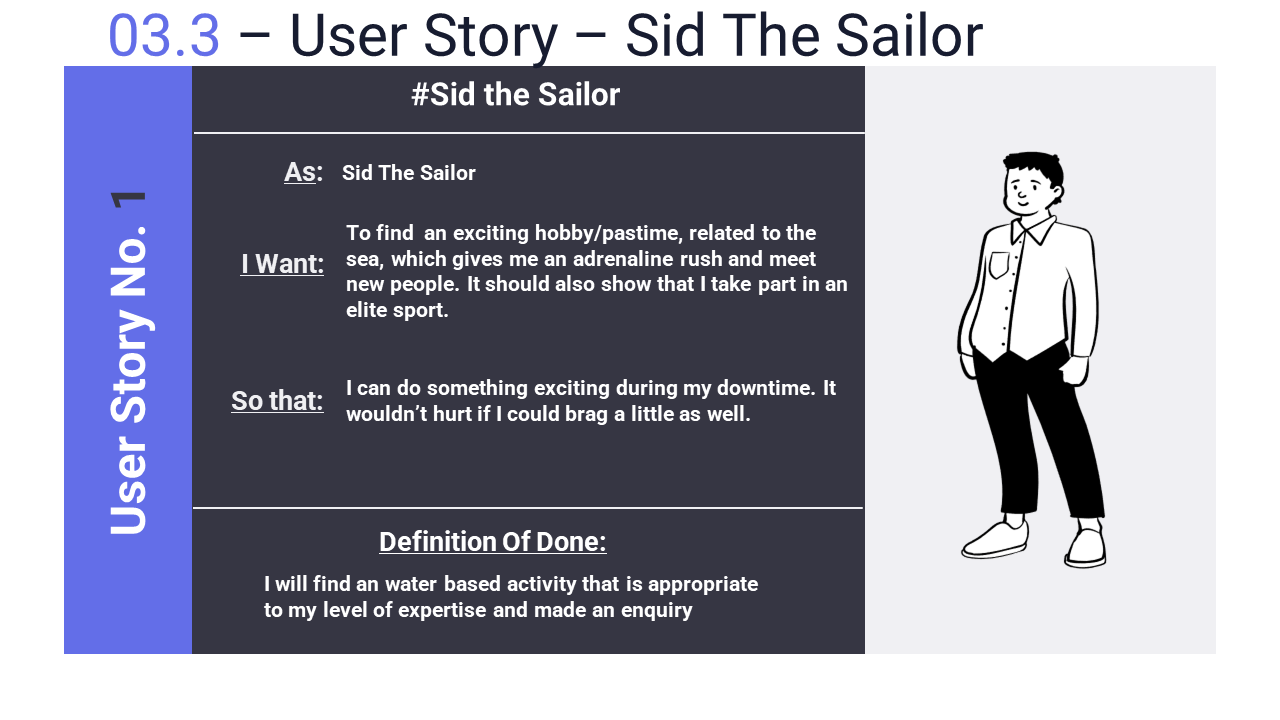 03.3 – User Story – Sid The Sailor
User Story No. 1
#Sid the Sailor
As: Sid The Sailor
I Want:
To find an exciting hobby/pastime, related to the
sea, which gives me an adrenaline rush and meet
new people. It should also show that I take part in an
elite sport.
So that:
I can do something exciting during my downtime. It
wouldn’t hurt if I could brag a little as well.
Definition Of Done:
I will find an water based activity that is appropriate
to my level of expertise and made an enquiry